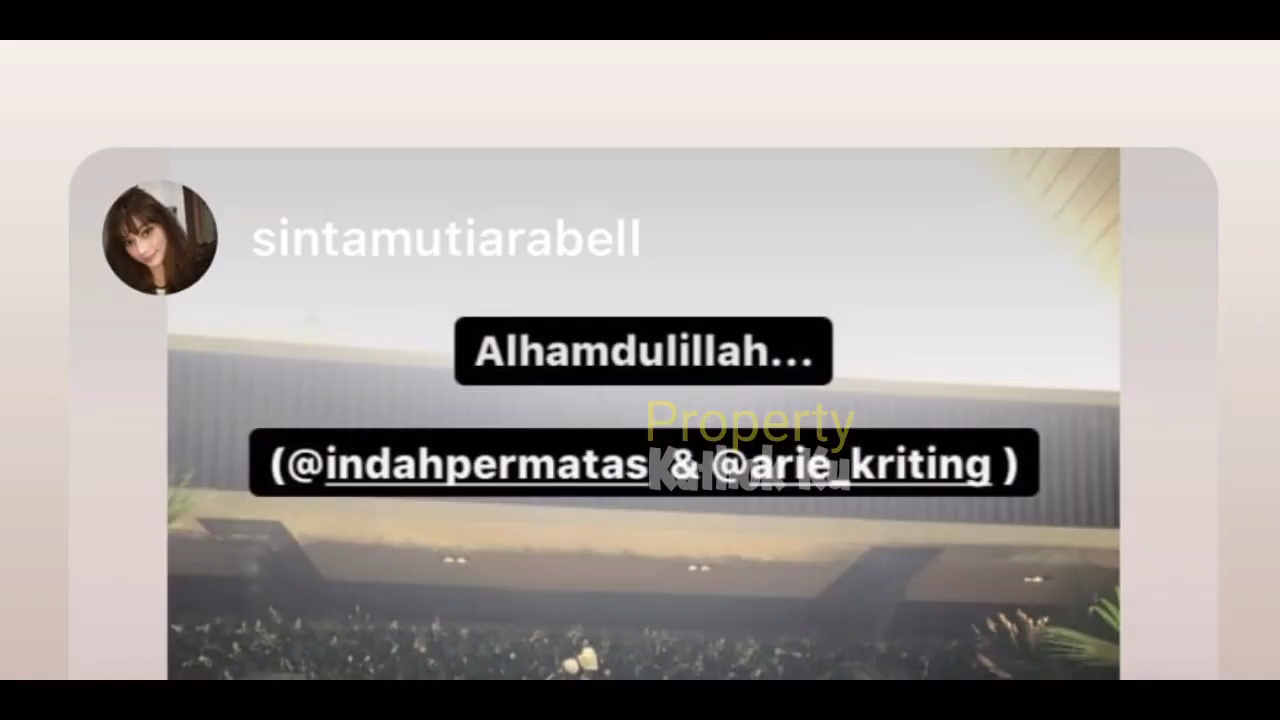 sintamutiarabell
Alhamdulillah...
Property
(@indahpermatas & @arie_kriting )